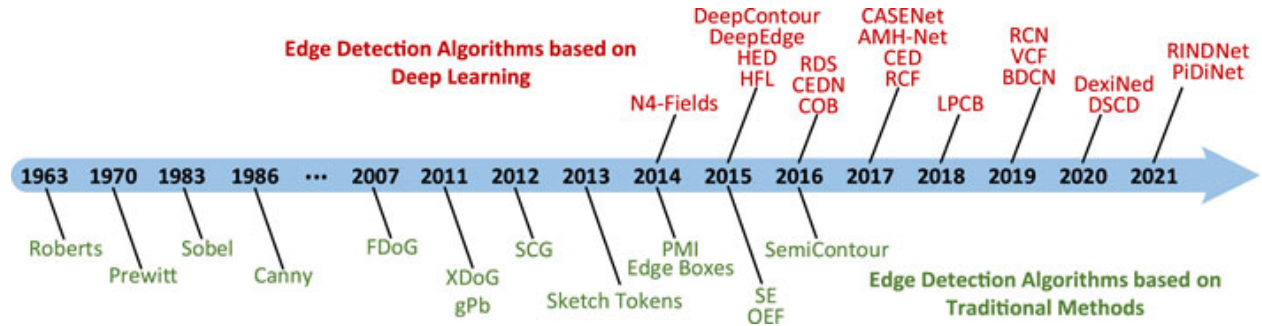 DeepContour
DeepEdge
HED
HFL
CASENet
AMH-Net
CED
RCF
Edge Detection Algorithms based on
Deep Learning
RDS
CEDN
COB
RCN
VCF
BDCN
RINDNet
PiDiNet
N4-Fields
LPCB
DexiNed
DSCD
1963 1970 1983 1986 ... 2007 2011 2012 2013 2014 2015 2016 2017 2018 2019 2020 2021
Roberts
Prewitt
Sobel
Canny
FDoG
XDoG
gPb
SCG
Sketch Tokens
PMI
Edge Boxes
SE
OEF
SemiContour
Edge Detection Algorithms based on
Traditional Methods